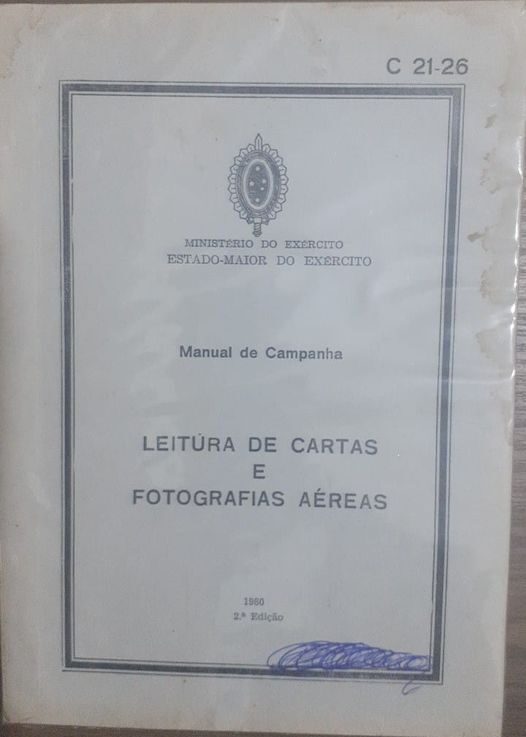 C 21-26
MINISTÉRIO DO EXÉRCITO
ESTADO-MAIOR DO EXÉRCITO
Manual de Campanha
LEITURA DE CARTAS
E
FOTOGRAFIAS AÉREAS
1980
2.ª Edição